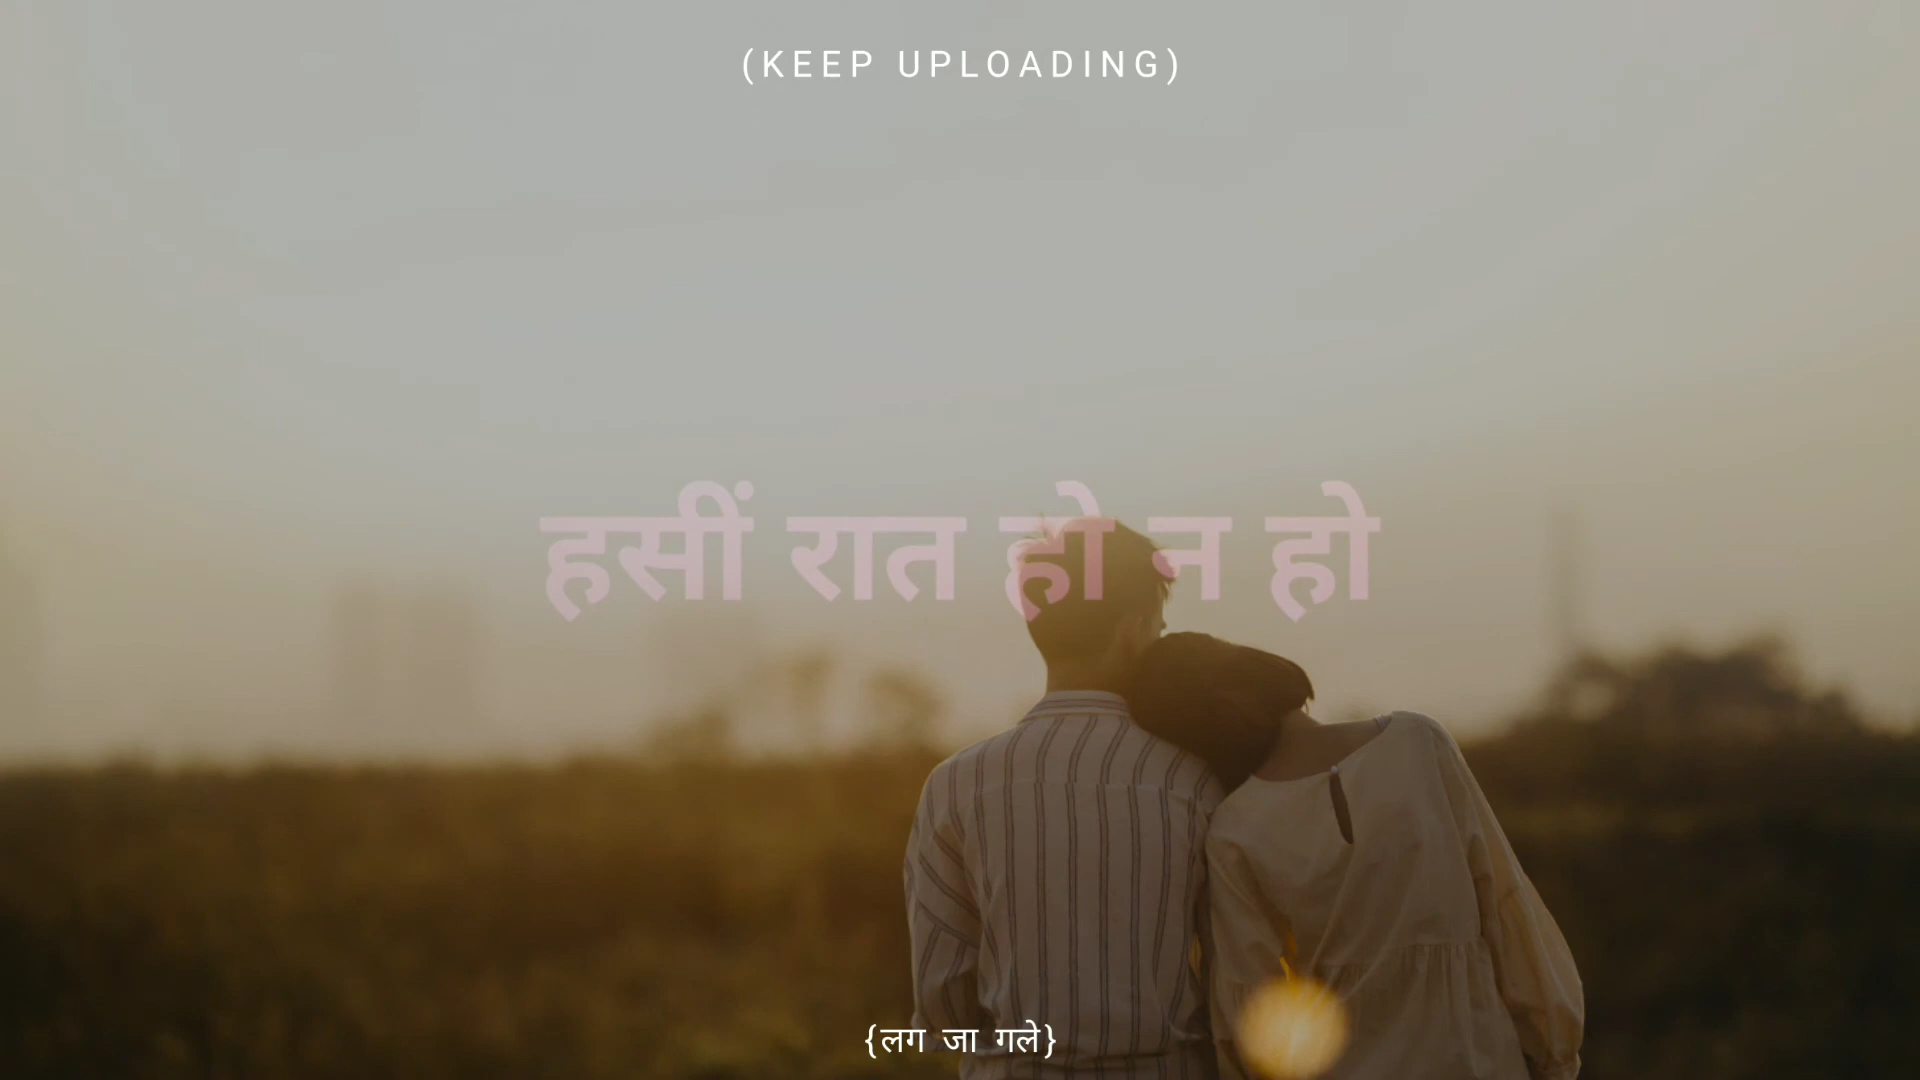 (KEEP UPLOADING)
हसीं रात हो न हो
{लग जा गले}